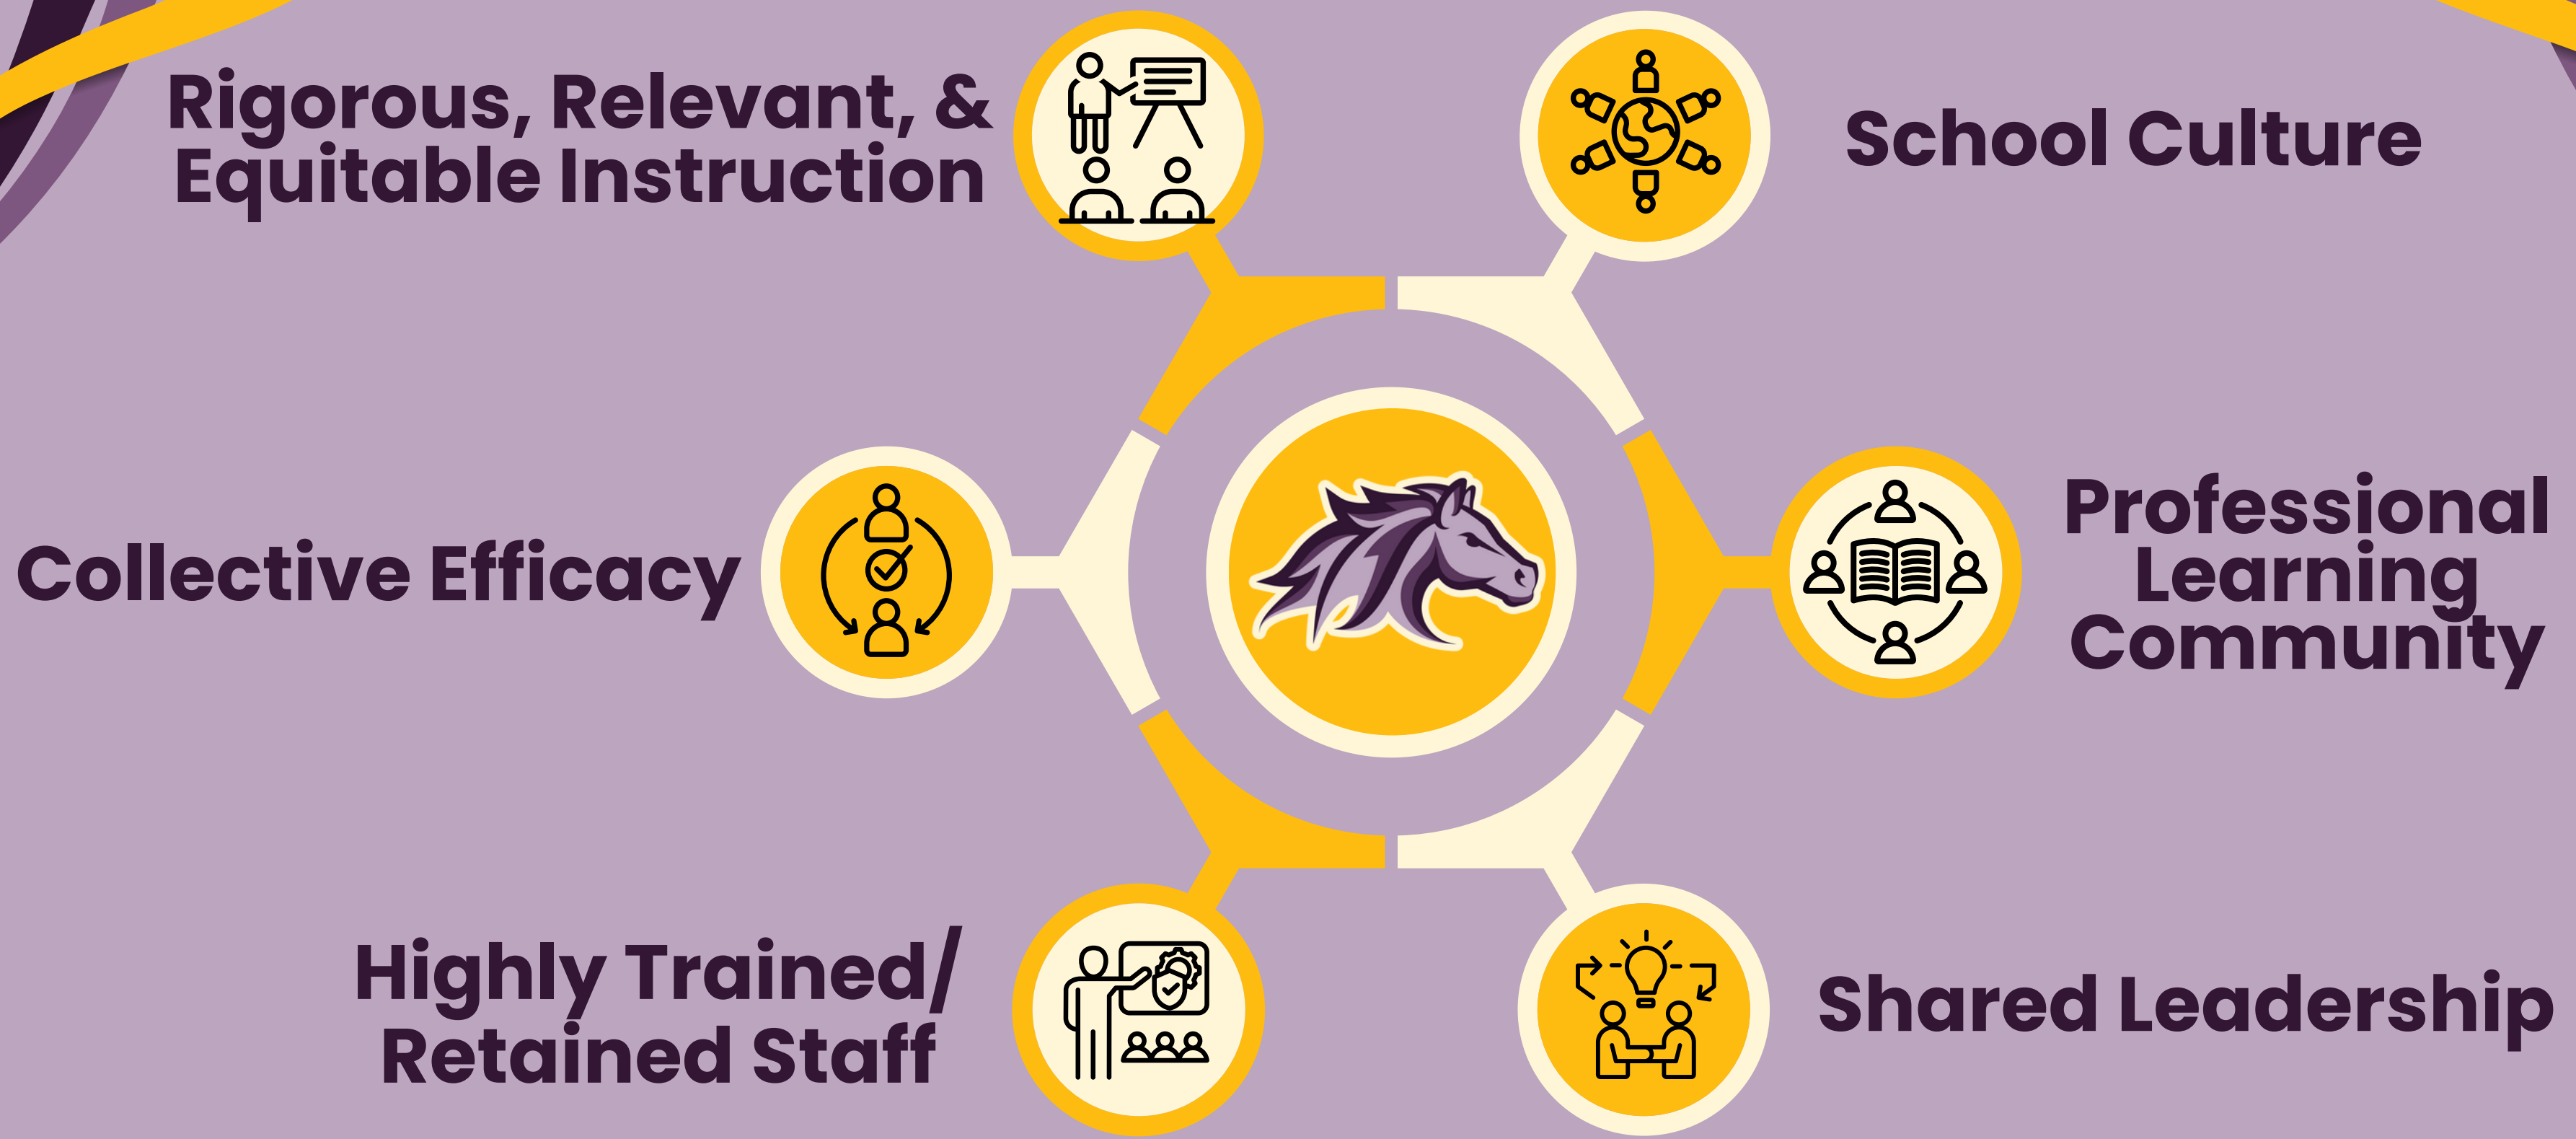 Rigorous, Relevant, &
Equitable Instruction
School Culture
Collective Efficacy
Professional
Learning
Community
Highly Trained/
Retained Staff
Shared Leadership